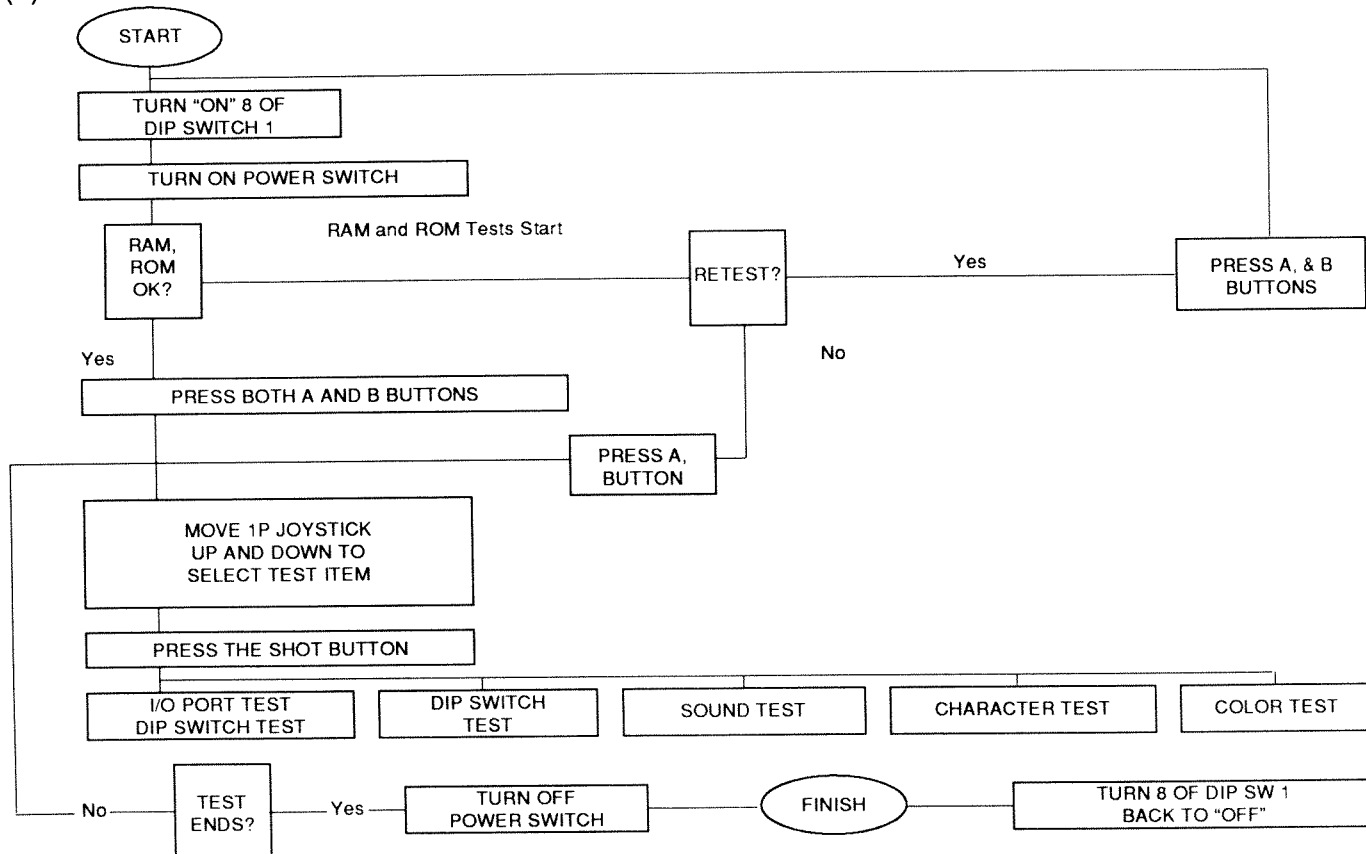 START
TURN “ON” 8 OF
DIP SWITCH 1
TURN ON POWER SWITCH
RAM,
ROM
OK?
RAM and ROM Tests Start
RETEST?
Yes
PRESS A, & B
BUTTONS
Yes
No
PRESS BOTH A AND B BUTTONS
PRESS A,
BUTTON
MOVE 1P JOYSTICK
UP AND DOWN TO
SELECT TEST ITEM
PRESS THE SHOT BUTTON
I/O PORT TEST
DIP SWITCH TEST
DIP SWITCH
TEST
SOUND TEST
CHARACTER TEST
COLOR TEST
No
TEST
ENDS?
Yes
TURN OFF
POWER SWITCH
FINISH
TURN 8 OF DIP SW 1
BACK TO “OFF”